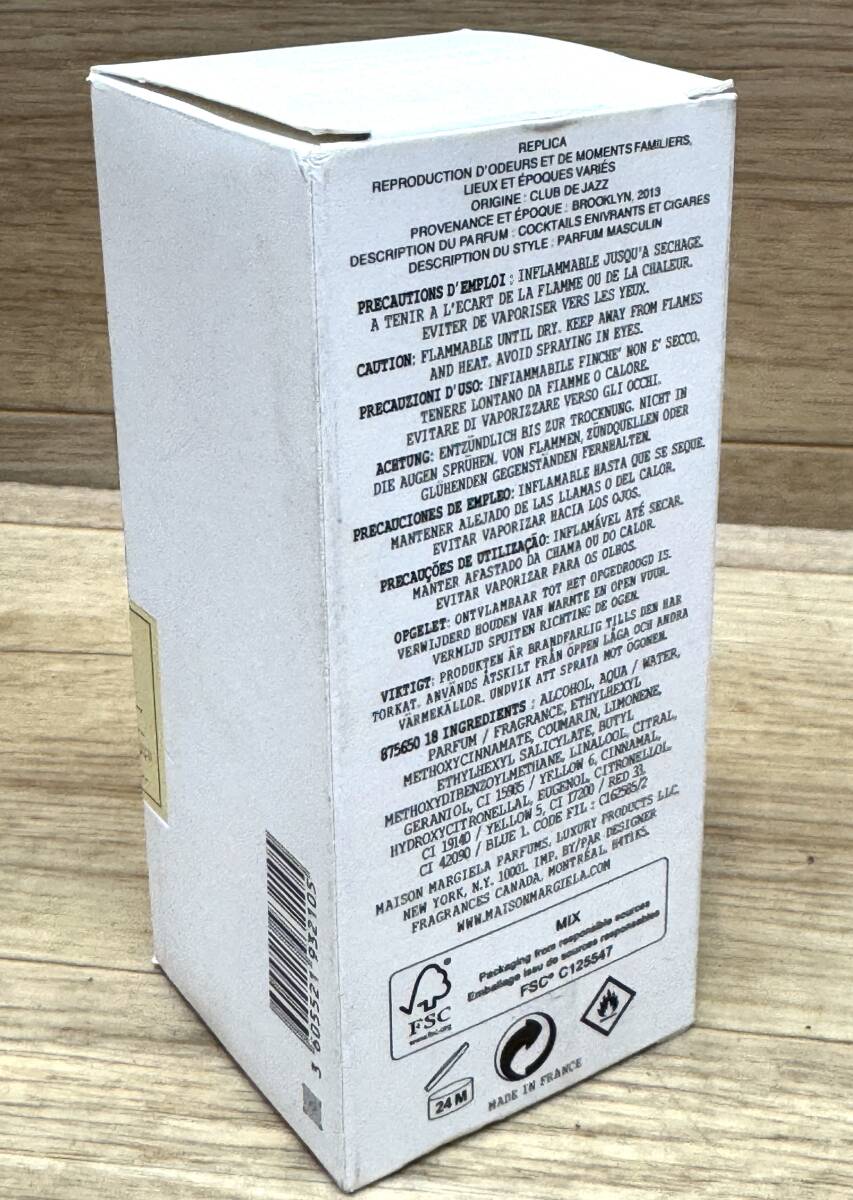 REPLICA
REPRODUCTION D'ODEURS ET DE MOMENTS FAMILIERS,
LIEUX ET ÉPOQUES VARIÉS
ORIGINE : CLUB DE JAZZ
PROVENANCE ET ÉPOQUE : BROOKLYN, 2013
DESCRIPTION DU PARFUM : COCKTAILS ENIVRANTS ET CIGARES
DESCRIPTION DU STYLE : PARFUM MASCULIN
PRECAUTIONS D'EMPLOI : INFLAMMABLE JUSQU'A SECHAGE.
A TENIR A L'ECART DE LA FLAMME OU DE LA CHALEUR.
EVITER DE VAPORISER VERS LES YEUX.
CAUTION: FLAMMABLE UNTIL DRY. KEEP AWAY FROM FLAMES
AND HEAT. AVOID SPRAYING IN EYES.
PRECAUZIONI D'USO: INFIAMMABILE FINCHE' NON E' SECCO.
TENERE LONTANO DA FIAMME O CALORE.
EVITARE DI VAPORIZZARE VERSO GLI OCCHI.
ACHTUNG: ENTZÜNDLICH BIS ZUR TROCKNUNG. NICHT IN
DIE AUGEN SPRÜHEN. VON FLAMMEN, ZÜNDQUELLEN ODER
GLÜHENDEN GEGENSTÄNDEN FERNHALTEN.
PRECAUCIONES DE EMPLEO: INFLAMABLE HASTA QUE SE SEQUE.
MANTENER ALEJADO DE LAS LLAMAS O DEL CALOR.
EVITAR VAPORIZAR HACIA LOS OJOS.
PRECAUÇÕES DE UTILIZAÇÃO: INFLAMÁVEL ATÉ SECAR.
MANTER AFASTADO DA CHAMA OU DO CALOR.
EVITAR VAPORIZAR PARA OS OLHOS.
OPGELET: ONTVLAMBAAR TOT HET OPGEDROOGD IS.
VERWIJDERD HOUDEN VAN WARMTE EN OPEN VUUR.
VERMIJD SPUITEN RICHTING DE OGEN.
VIKTIGT: PRODUKTEN ÄR BRANDFARLIG TILLS DEN HAR
TORKAT. ANVÄNDS ÅTSKILT FRÅN ÖPPEN LÅGA OCH ANDRA
VÄRMEKÄLLOR. UNDVIK ATT SPRAYA MOT ÖGONEN.
875650 18 INGREDIENTS : ALCOHOL, AQUA / WATER,
PARFUM / FRAGRANCE, ETHYLHEXYL
METHOXYCINNAMATE, COUMARIN, LIMONENE,
ETHYLHEXYL SALICYLATE, BUTYL
METHOXYDIBENZOYLMETHANE, LINALOOL, CITRAL,
GERANIOL, CI 15985 / YELLOW 6, CINNAMAL,
HYDROXYCITRONELLAL, EUGENOL, CITRONELLOL,
CI 19140 / YELLOW 5, CI 17200 / RED 33,
CI 42090 / BLUE 1. CODE FIL : C162585/2
MAISON MARGIELA PARFUMS. LUXURY PRODUCTS LLC.
NEW YORK, N.Y. 10001. IMP. BY/PAR DESIGNER
FRAGRANCES CANADA. MONTRÉAL. H4T1K5.
WWW.MAISONMARGIELA.COM
MIX
Packaging from responsible sources
Emballage issu de sources responsables
FSC® C125547
FSC
www.fsc.org
24 M
MADE IN FRANCE
3 605521 932105